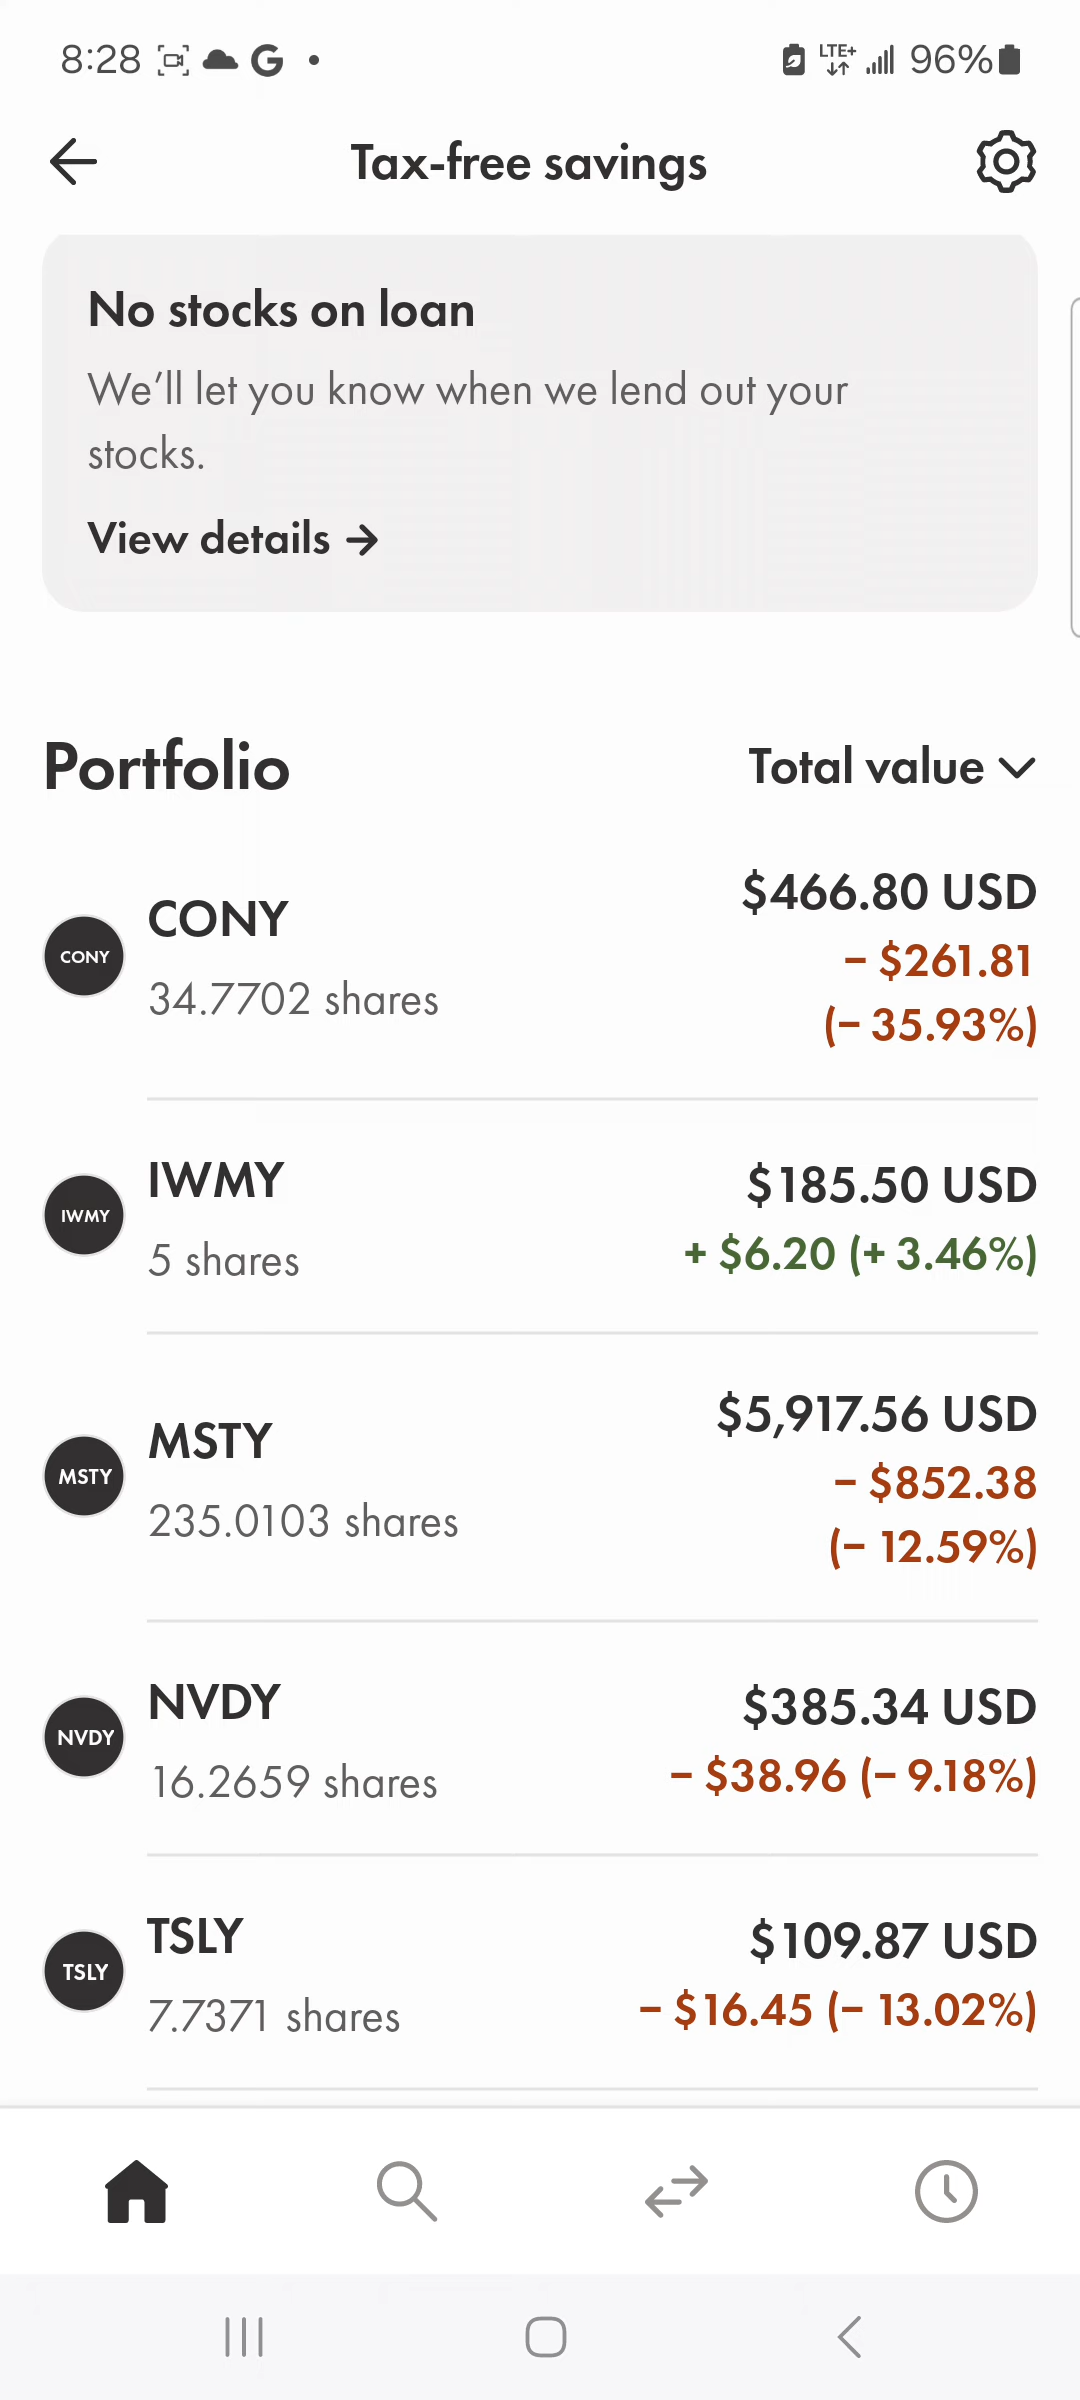 8:28
LTE+
96%
Tax-free savings
No stocks on loan
We’ll let you know when we lend out your
stocks.
View details →
Portfolio
Total value
CONY
CONY
34.7702 shares
$466.80 USD
– $261.81
(– 35.93%)
IWMY
IWMY
5 shares
$185.50 USD
+ $6.20 (+ 3.46%)
MSTY
MSTY
235.0103 shares
$5,917.56 USD
– $852.38
(– 12.59%)
NVDY
NVDY
16.2659 shares
$385.34 USD
– $38.96 (– 9.18%)
TSLY
TSLY
7.7371 shares
$109.87 USD
– $16.45 (– 13.02%)